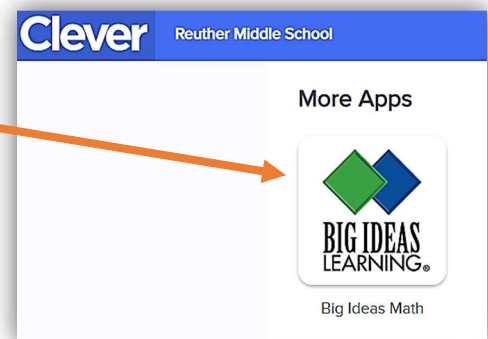 Clever Reuther Middle School
More Apps
BIG IDEAS
LEARNING®
Big Ideas Math